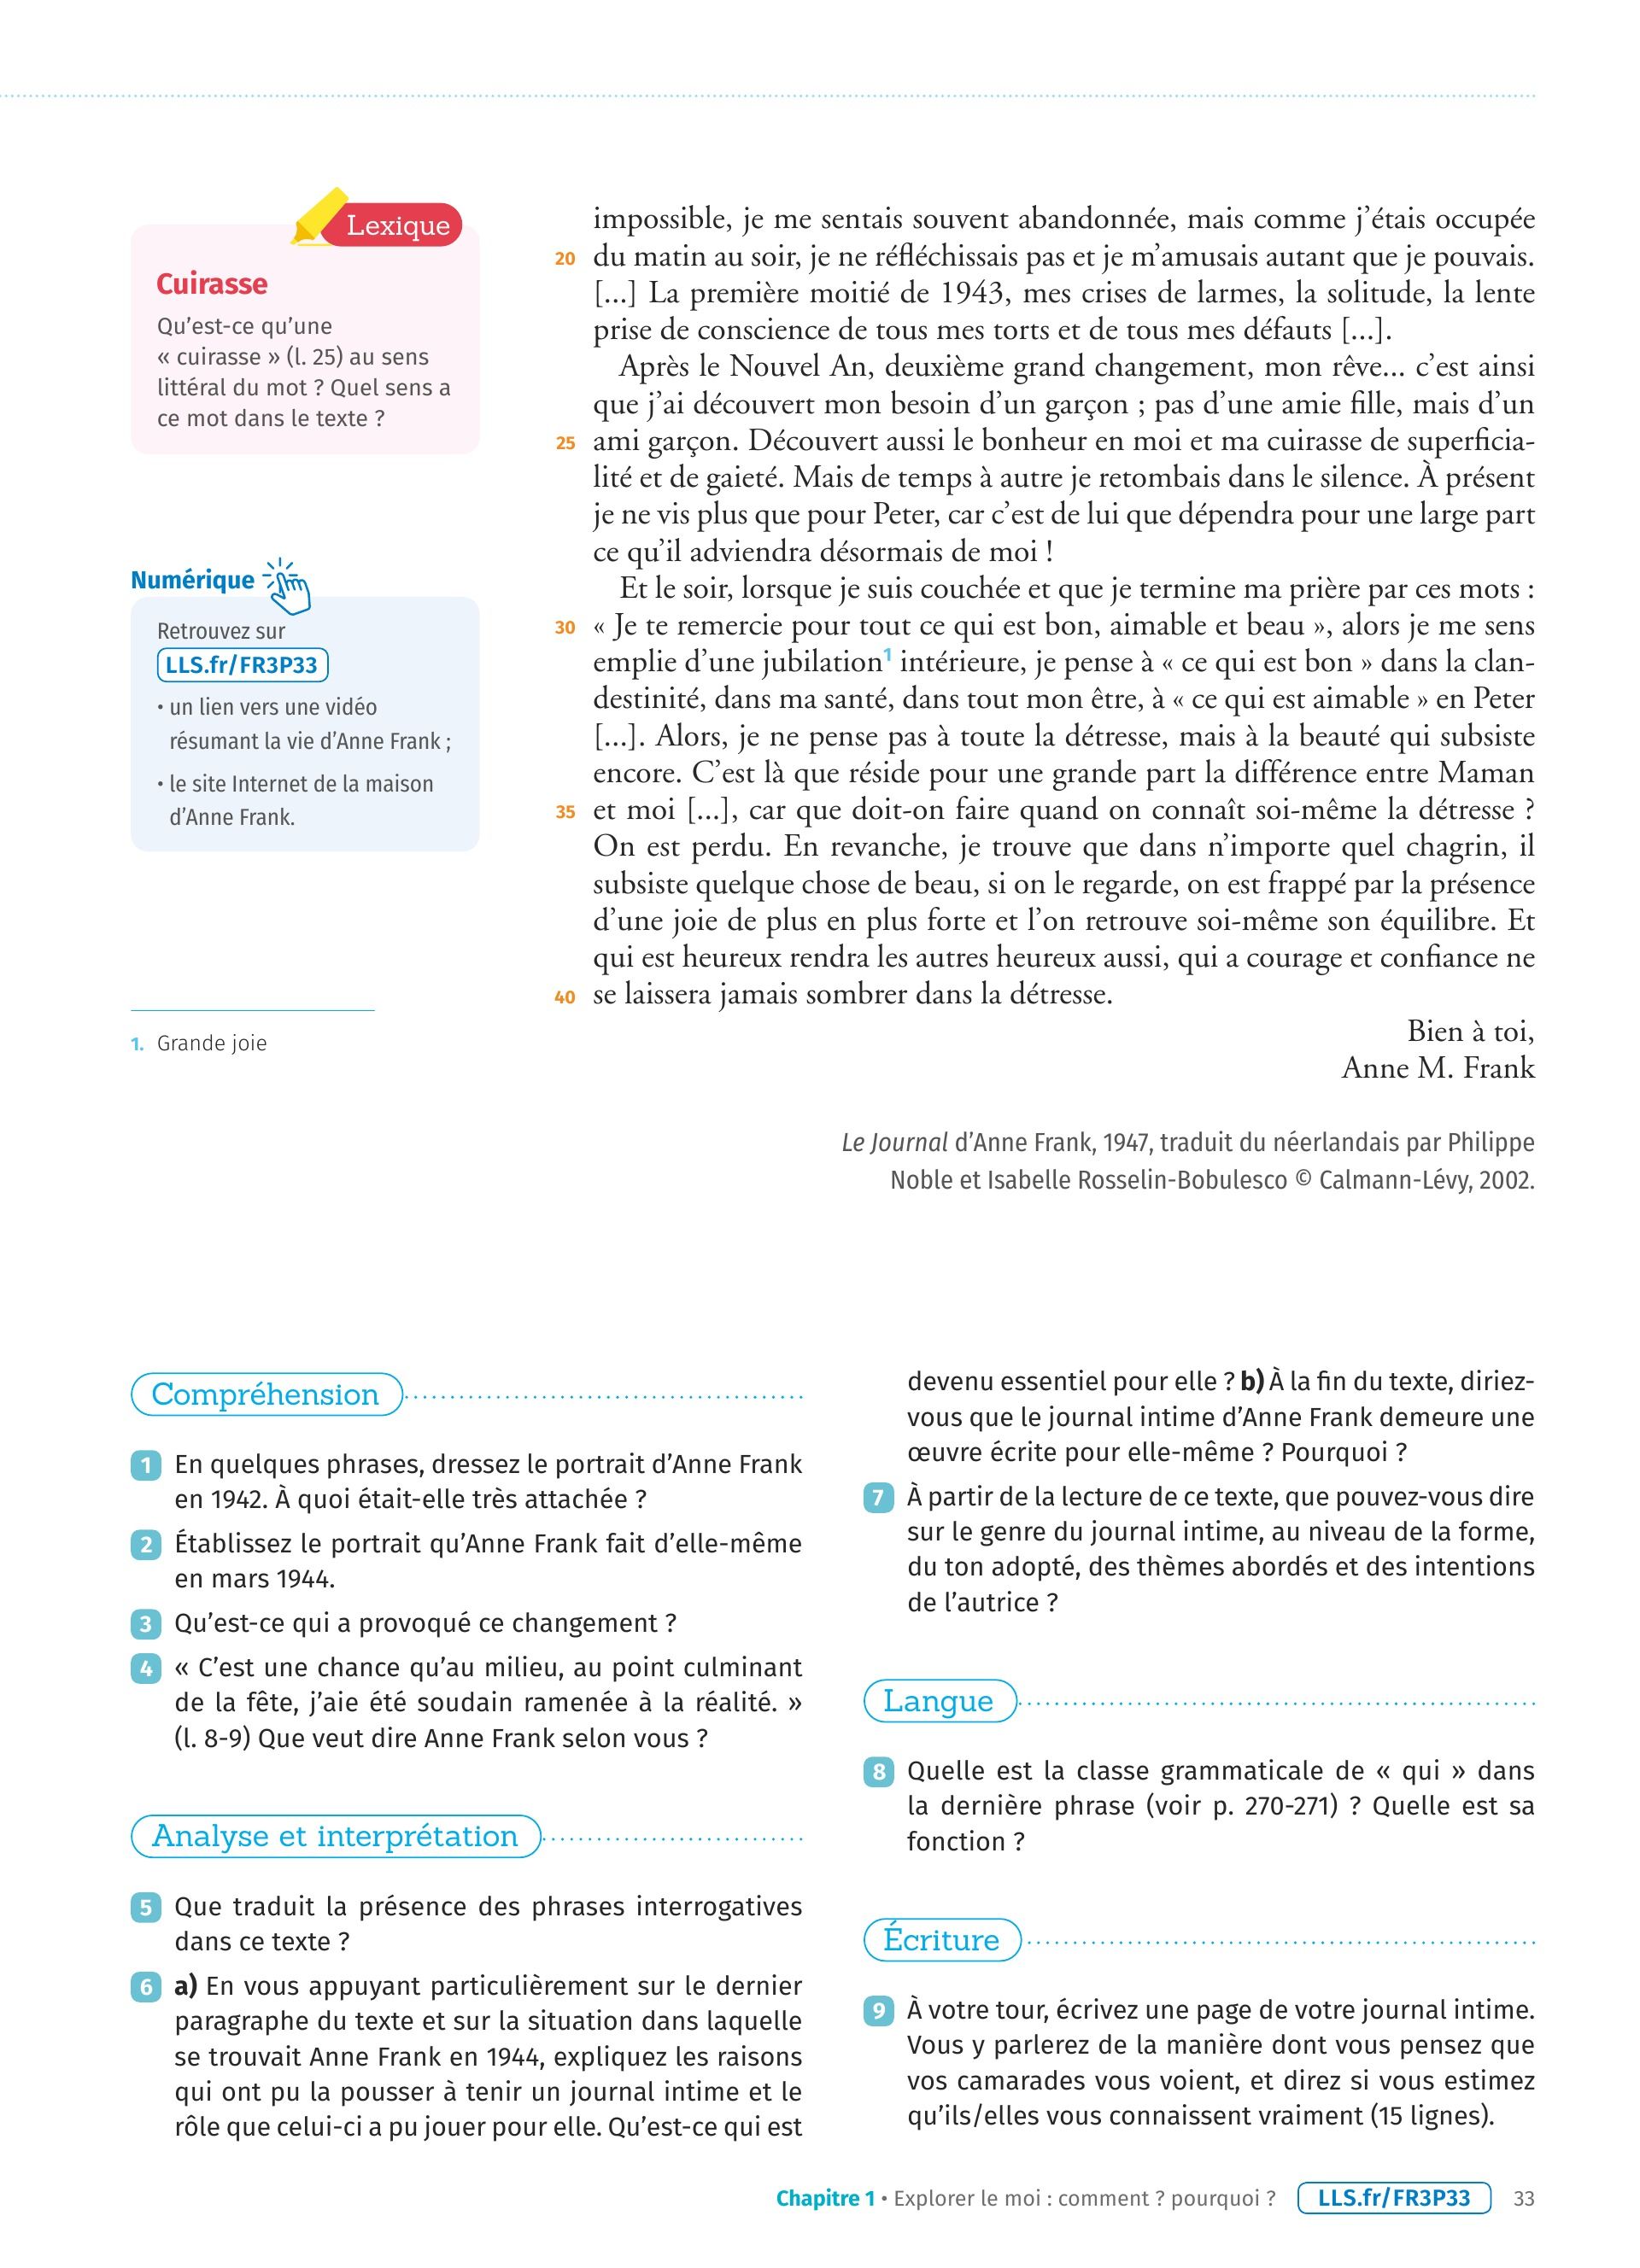 Lexique
Cuirasse
Qu’est-ce qu’une
« cuirasse » (l. 25) au sens
littéral du mot ? Quel sens a
ce mot dans le texte ?
Numérique
Retrouvez sur
LLS.fr/FR3P33
• un lien vers une vidéo
résumant la vie d’Anne Frank ;
• le site Internet de la maison
d’Anne Frank.
1. Grande joie
impossible, je me sentais souvent abandonnée, mais comme j’étais occupée
20 du matin au soir, je ne réfléchissais pas et je m’amusais autant que je pouvais.
[...] La première moitié de 1943, mes crises de larmes, la solitude, la lente
prise de conscience de tous mes torts et de tous mes défauts [...].
Après le Nouvel An, deuxième grand changement, mon rêve... c’est ainsi
que j’ai découvert mon besoin d’un garçon ; pas d’une amie fille, mais d’un
25 ami garçon. Découvert aussi le bonheur en moi et ma cuirasse de superficia-
lité et de gaieté. Mais de temps à autre je retombais dans le silence. À présent
je ne vis plus que pour Peter, car c’est de lui que dépendra pour une large part
ce qu’il adviendra désormais de moi !
Et le soir, lorsque je suis couchée et que je termine ma prière par ces mots :
30 « Je te remercie pour tout ce qui est bon, aimable et beau », alors je me sens
emplie d’une jubilation1 intérieure, je pense à « ce qui est bon » dans la clan-
destinité, dans ma santé, dans tout mon être, à « ce qui est aimable » en Peter
[...]. Alors, je ne pense pas à toute la détresse, mais à la beauté qui subsiste
encore. C’est là que réside pour une grande part la différence entre Maman
35 et moi [...], car que doit-on faire quand on connaît soi-même la détresse ?
On est perdu. En revanche, je trouve que dans n’importe quel chagrin, il
subsiste quelque chose de beau, si on le regarde, on est frappé par la présence
d’une joie de plus en plus forte et l’on retrouve soi-même son équilibre. Et
qui est heureux rendra les autres heureux aussi, qui a courage et confiance ne
40 se laissera jamais sombrer dans la détresse.
Bien à toi,
Anne M. Frank
Le Journal d’Anne Frank, 1947, traduit du néerlandais par Philippe
Noble et Isabelle Rosselin-Bobulesco © Calmann-Lévy, 2002.
Compréhension
1 En quelques phrases, dressez le portrait d’Anne Frank
en 1942. À quoi était-elle très attachée ?
2 Établissez le portrait qu’Anne Frank fait d’elle-même
en mars 1944.
3 Qu’est-ce qui a provoqué ce changement ?
4 « C’est une chance qu’au milieu, au point culminant
de la fête, j’aie été soudain ramenée à la réalité. »
(l. 8-9) Que veut dire Anne Frank selon vous ?
Analyse et interprétation
5 Que traduit la présence des phrases interrogatives
dans ce texte ?
6 a) En vous appuyant particulièrement sur le dernier
paragraphe du texte et sur la situation dans laquelle
se trouvait Anne Frank en 1944, expliquez les raisons
qui ont pu la pousser à tenir un journal intime et le
rôle que celui-ci a pu jouer pour elle. Qu’est-ce qui est
devenu essentiel pour elle ? b) À la fin du texte, diriez-
vous que le journal intime d’Anne Frank demeure une
œuvre écrite pour elle-même ? Pourquoi ?
7 À partir de la lecture de ce texte, que pouvez-vous dire
sur le genre du journal intime, au niveau de la forme,
du ton adopté, des thèmes abordés et des intentions
de l’autrice ?
Langue
8 Quelle est la classe grammaticale de « qui » dans
la dernière phrase (voir p. 270-271) ? Quelle est sa
fonction ?
Écriture
9 À votre tour, écrivez une page de votre journal intime.
Vous y parlerez de la manière dont vous pensez que
vos camarades vous voient, et direz si vous estimez
qu’ils/elles vous connaissent vraiment (15 lignes).
Chapitre 1 • Explorer le moi : comment ? pourquoi ? LLS.fr/FR3P33 33